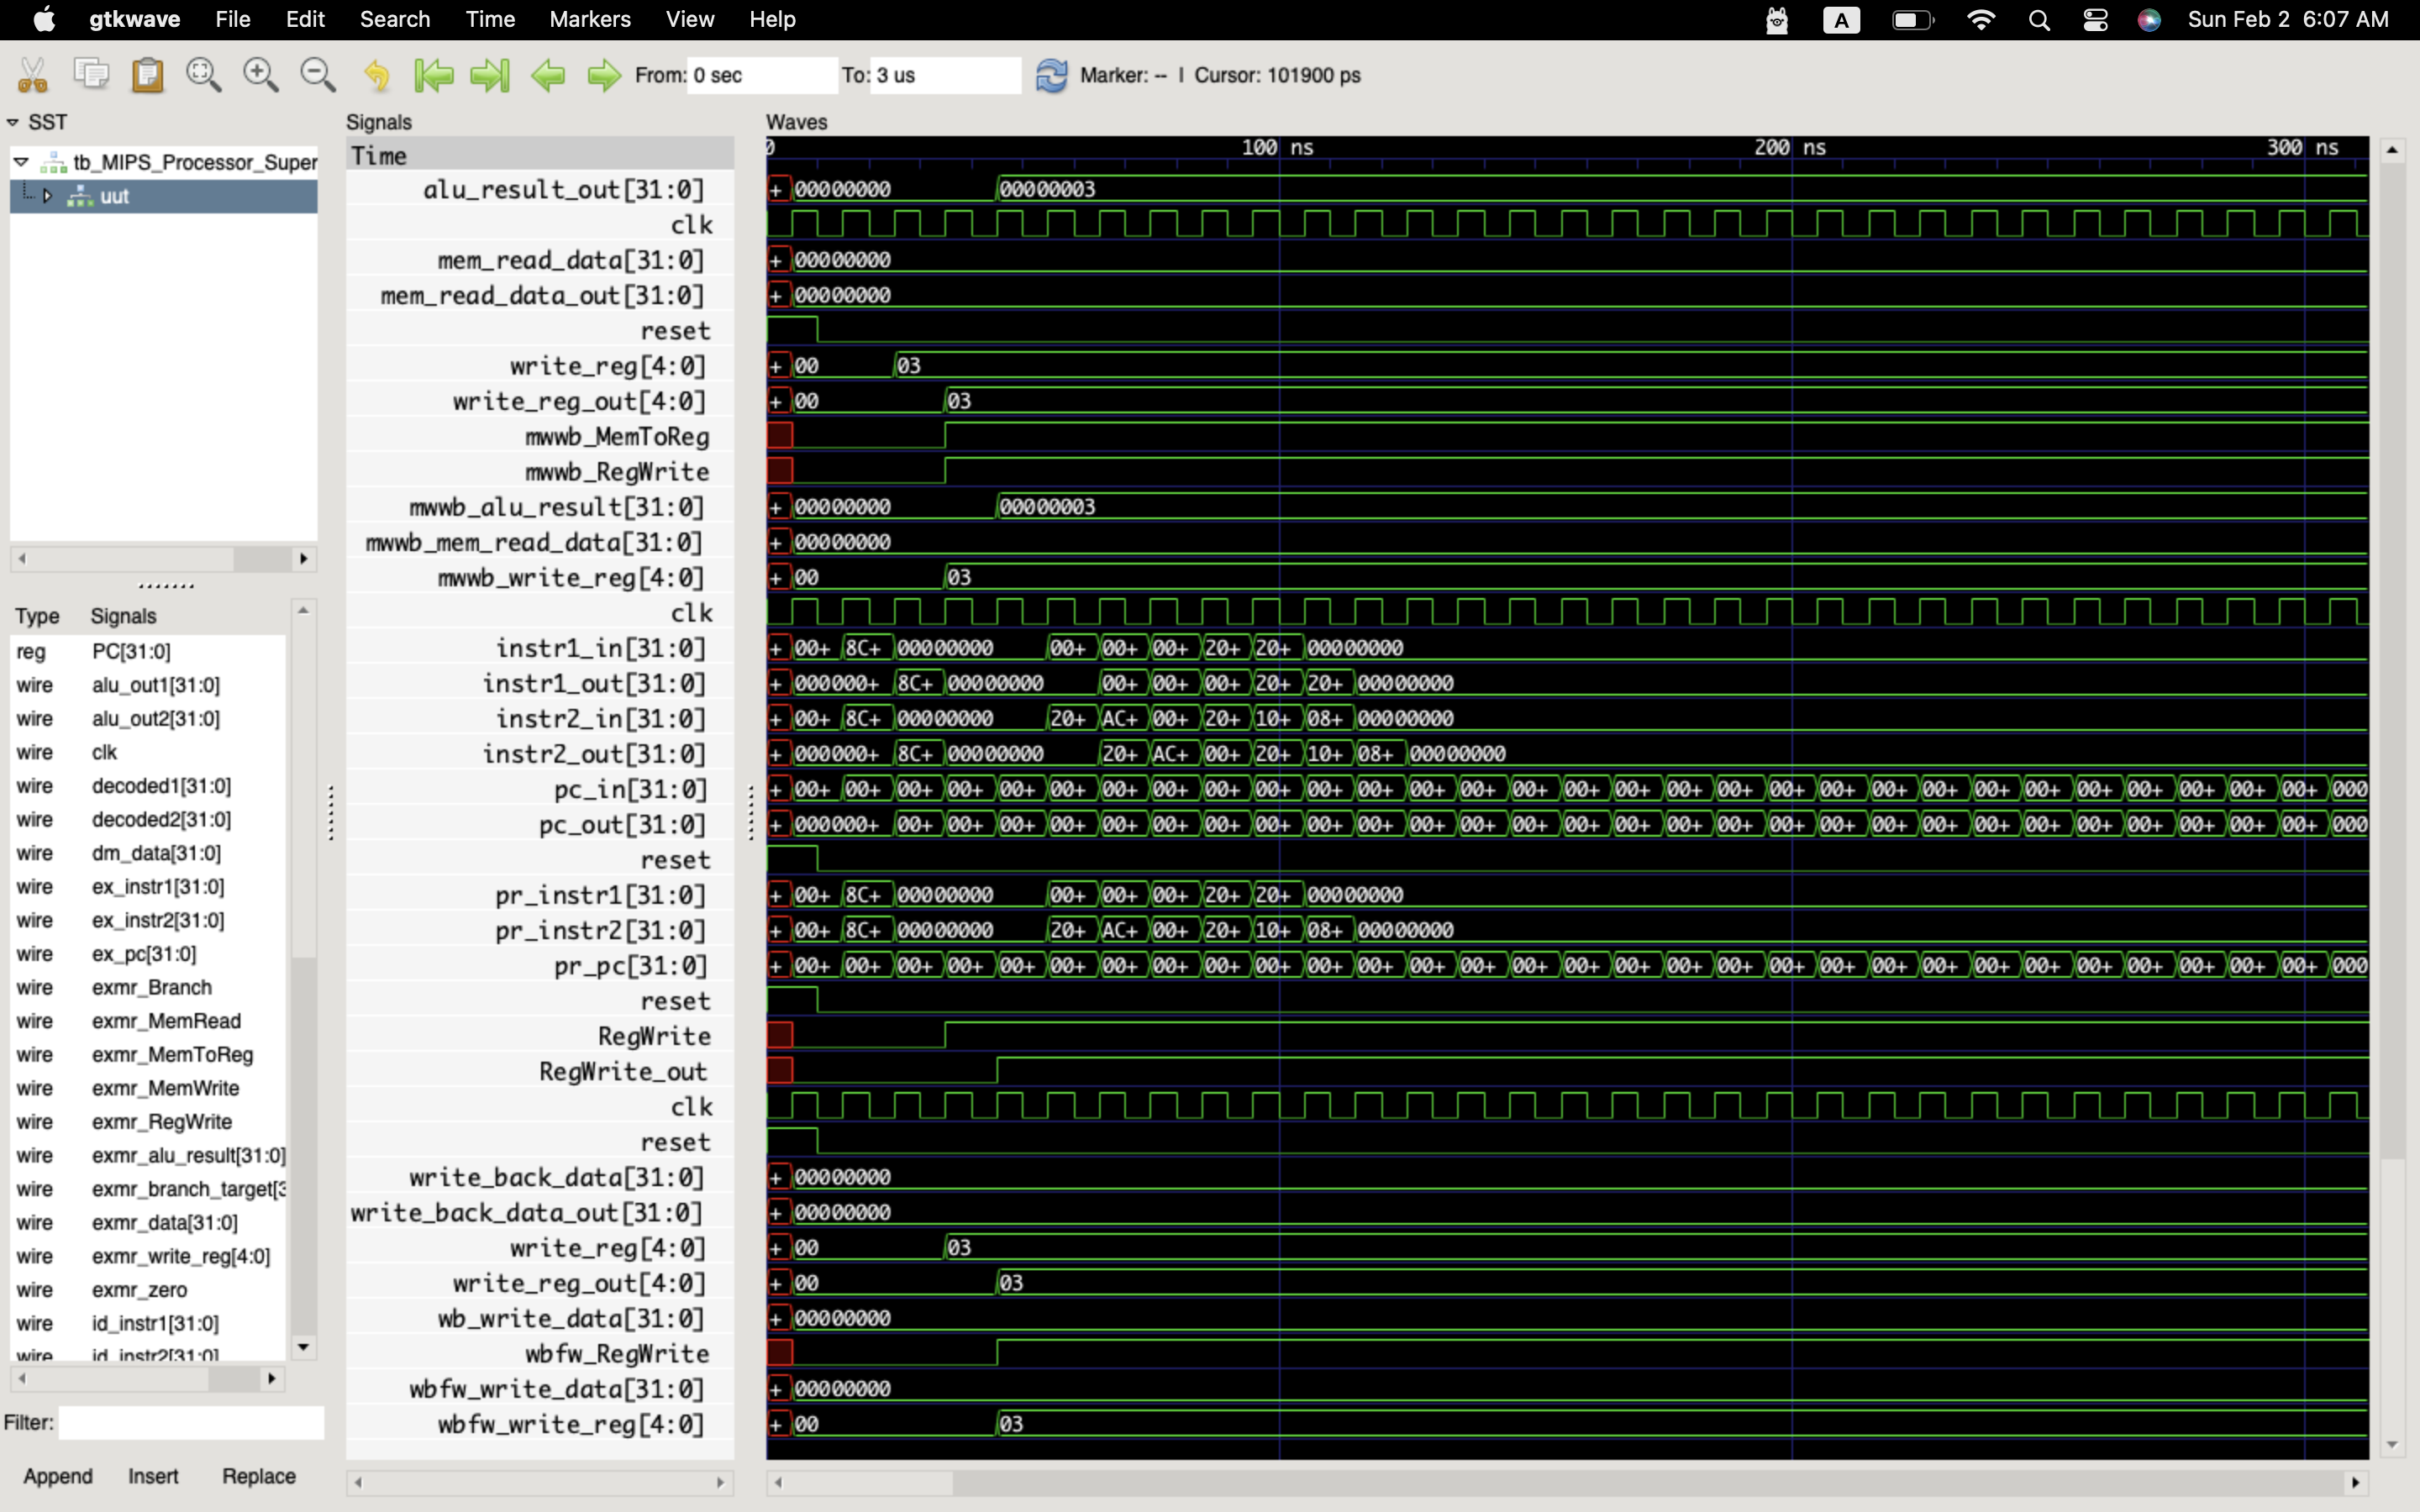 gtkwave File Edit Search Time Markers View Help A Sun Feb 2 6:07 AM
From: 0 sec To: 3 us Marker: -- | Cursor: 101900 ps
SST
tb_MIPS_Processor_Super
uut
Type Signals
reg PC[31:0]
wire alu_out1[31:0]
wire alu_out2[31:0]
wire clk
wire decoded1[31:0]
wire decoded2[31:0]
wire dm_data[31:0]
wire ex_instr1[31:0]
wire ex_instr2[31:0]
wire ex_pc[31:0]
wire exmr_Branch
wire exmr_MemRead
wire exmr_MemToReg
wire exmr_MemWrite
wire exmr_RegWrite
wire exmr_alu_result[31:0]
wire exmr_branch_target[3
wire exmr_data[31:0]
wire exmr_write_reg[4:0]
wire exmr_zero
wire id_instr1[31:0]
wire id_instr2[31:0]
Filter:
Append Insert Replace
Signals
Waves
Time 0 100 ns 200 ns 300 ns
alu_result_out[31:0] + 00000000 00000003
clk
mem_read_data[31:0] + 00000000
mem_read_data_out[31:0] + 00000000
reset
write_reg[4:0] + 00 03
write_reg_out[4:0] + 00 03
mwwb_MemToReg
mwwb_RegWrite
mwwb_alu_result[31:0] + 00000000 00000003
mwwb_mem_read_data[31:0] + 00000000
mwwb_write_reg[4:0] + 00 03
clk
instr1_in[31:0] + 00+ 8C+ 00000000 00+ 00+ 00+ 20+ 20+ 00000000
instr1_out[31:0] + 000000+ 8C+ 00000000 00+ 00+ 00+ 20+ 20+ 00000000
instr2_in[31:0] + 00+ 8C+ 00000000 20+ AC+ 00+ 20+ 10+ 08+ 00000000
instr2_out[31:0] + 000000+ 8C+ 00000000 20+ AC+ 00+ 20+ 10+ 08+ 00000000
pc_in[31:0] + 00+ 00+ 00+ 00+ 00+ 00+ 00+ 00+ 00+ 00+ 00+ 00+ 00+ 00+ 00+ 00+ 00+ 00+ 00+ 00+ 00+ 00+ 00+ 00+ 00+ 00+ 00+ 00+ 00+ 00+ 000
pc_out[31:0] + 000000+ 00+ 00+ 00+ 00+ 00+ 00+ 00+ 00+ 00+ 00+ 00+ 00+ 00+ 00+ 00+ 00+ 00+ 00+ 00+ 00+ 00+ 00+ 00+ 00+ 00+ 00+ 00+ 00+ 000
reset
pr_instr1[31:0] + 00+ 8C+ 00000000 00+ 00+ 00+ 20+ 20+ 00000000
pr_instr2[31:0] + 00+ 8C+ 00000000 20+ AC+ 00+ 20+ 10+ 08+ 00000000
pr_pc[31:0] + 00+ 00+ 00+ 00+ 00+ 00+ 00+ 00+ 00+ 00+ 00+ 00+ 00+ 00+ 00+ 00+ 00+ 00+ 00+ 00+ 00+ 00+ 00+ 00+ 00+ 00+ 00+ 00+ 00+ 00+ 000
reset
RegWrite
RegWrite_out
clk
reset
write_back_data[31:0] + 00000000
write_back_data_out[31:0] + 00000000
write_reg[4:0] + 00 03
write_reg_out[4:0] + 00 03
wb_write_data[31:0] + 00000000
wbfw_RegWrite
wbfw_write_data[31:0] + 00000000
wbfw_write_reg[4:0] + 00 03